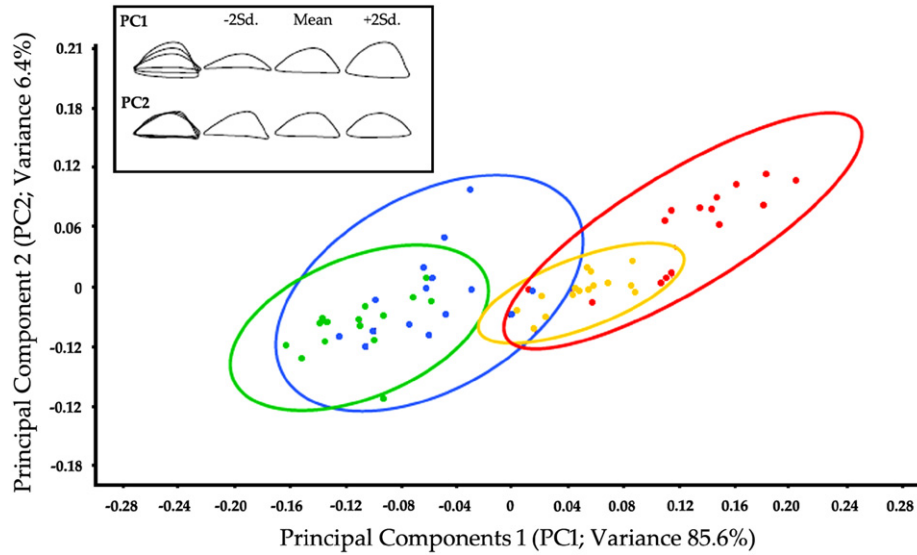 PC1 -2Sd. Mean +2Sd.
PC2
Principal Component 2 (PC2; Variance 6.4%)
0.21
0.18
0.12
0.06
0
-0.12
-0.12
-0.18
-0.28 -0.24 -0.20 -0.16 -0.12 -0.08 -0.04 0 0.04 0.08 0.12 0.16 0.20 0.24 0.28
Principal Components 1 (PC1; Variance 85.6%)